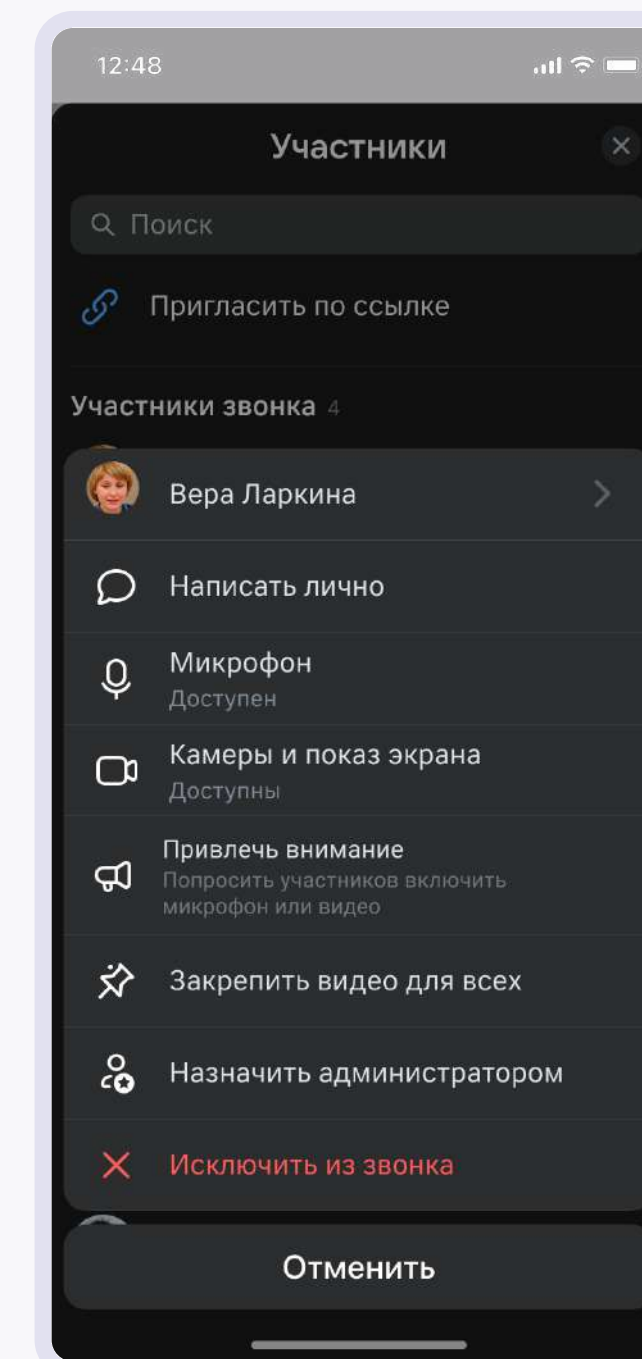 12:48
Участники
Поиск
Пригласить по ссылке
Участники звонка 4
Вера Ларкина
Написать лично
Микрофон
Доступен
Камеры и показ экрана
Доступны
Привлечь внимание
Попросить участников включить
микрофон или видео
Закрепить видео для всех
Назначить администратором
Исключить из звонка
Отменить